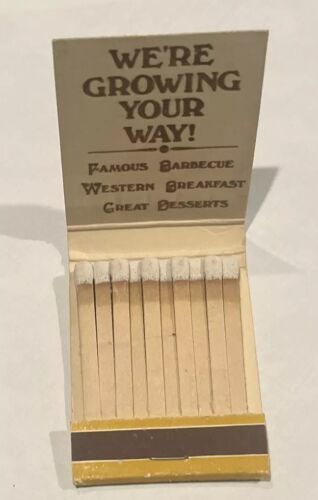 WE'RE
GROWING
YOUR
WAY!
FAMOUS BARBECUE
WESTERN BREAKFAST
GREAT DESSERTS